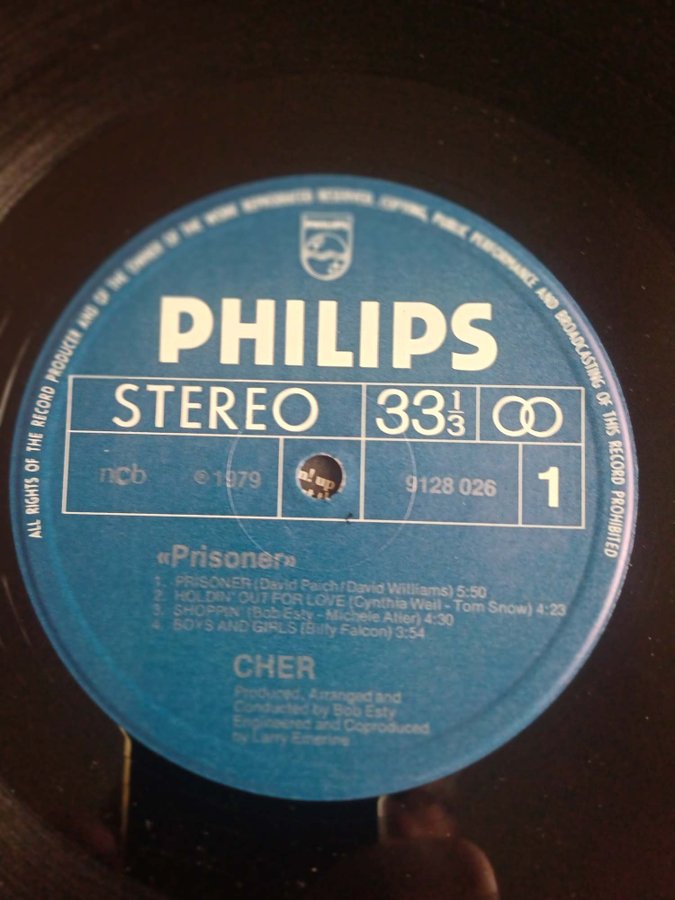 ALL RIGHTS OF THE RECORD PRODUCER AND OF THE OWNER OF THE WORK REPRODUCED RESERVED. COPYING, PUBLIC PERFORMANCE AND BROADCASTING OF THIS RECORD PROHIBITED
PHILIPS
PHILIPS
STEREO 33 1/3
ncb ℗ 1979 9128 026 1
n! up
«Prisoner»
1. PRISONER (David Paich/David Williams) 5:50
2. HOLDIN' OUT FOR LOVE (Cynthia Weil - Tom Snow) 4:23
3. SHOPPIN' (Bob Esty - Michele Aller) 4:30
4. BOYS AND GIRLS (Billy Falcon) 3:54
CHER
Produced, Arranged and
Conducted by Bob Esty
Engineered and Coproduced
by Larry Emerine